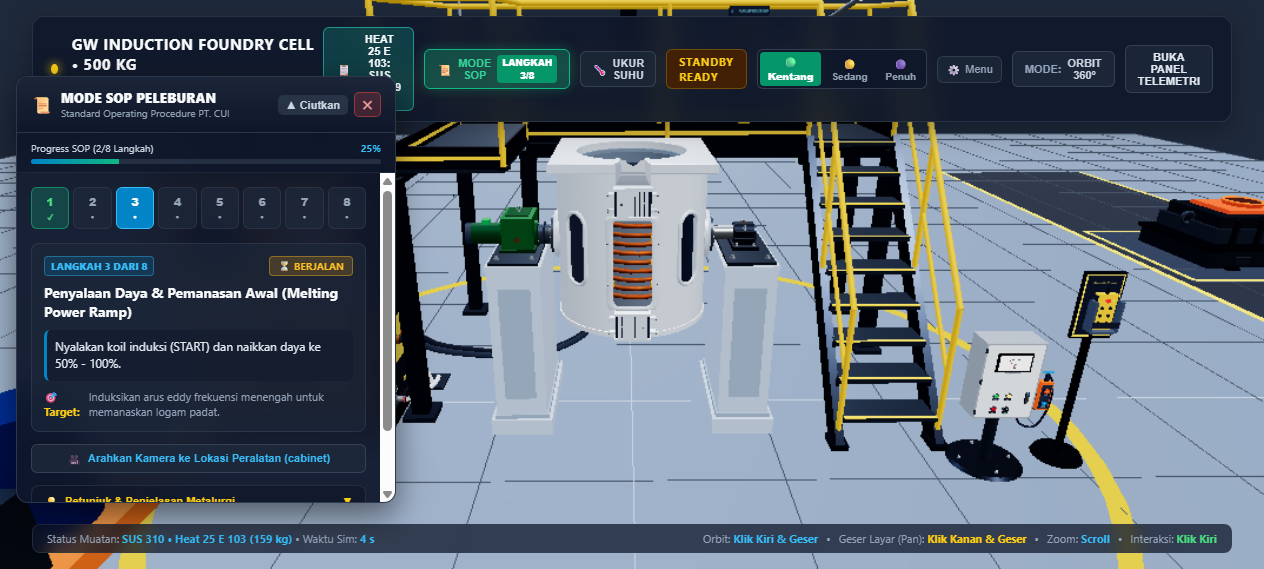 GW INDUCTION FOUNDRY CELL
• 500 KG
HEAT
25 E
103:
SUS
9
MODE
SOP
LANGKAH
3/8
UKUR
SUHU
STANDBY
READY
Kentang
Sedang
Penuh
Menu
MODE: ORBIT
360°
BUKA
PANEL
TELEMETRI
MODE SOP PELEBURAN
Standard Operating Procedure PT. CUI
▲ Ciutkan
✕
Progress SOP (2/8 Langkah)
25%
1 2 3 4 5 6 7 8
✓ • • • • • • •
LANGKAH 3 DARI 8
BERJALAN
Penyalaan Daya & Pemanasan Awal (Melting
Power Ramp)
Nyalakan koil induksi (START) dan naikkan daya ke
50% - 100%.
Target: Induksikan arus eddy frekuensi menengah untuk
memanaskan logam padat.
Arahkan Kamera ke Lokasi Peralatan (cabinet)
Petunjuk & Penjelasan Metalurgi ▼
Status Muatan: SUS 310 • Heat 25 E 103 (159 kg) • Waktu Sim: 4 s
Orbit: Klik Kiri & Geser • Geser Layar (Pan): Klik Kanan & Geser • Zoom: Scroll • Interaksi: Klik Kiri